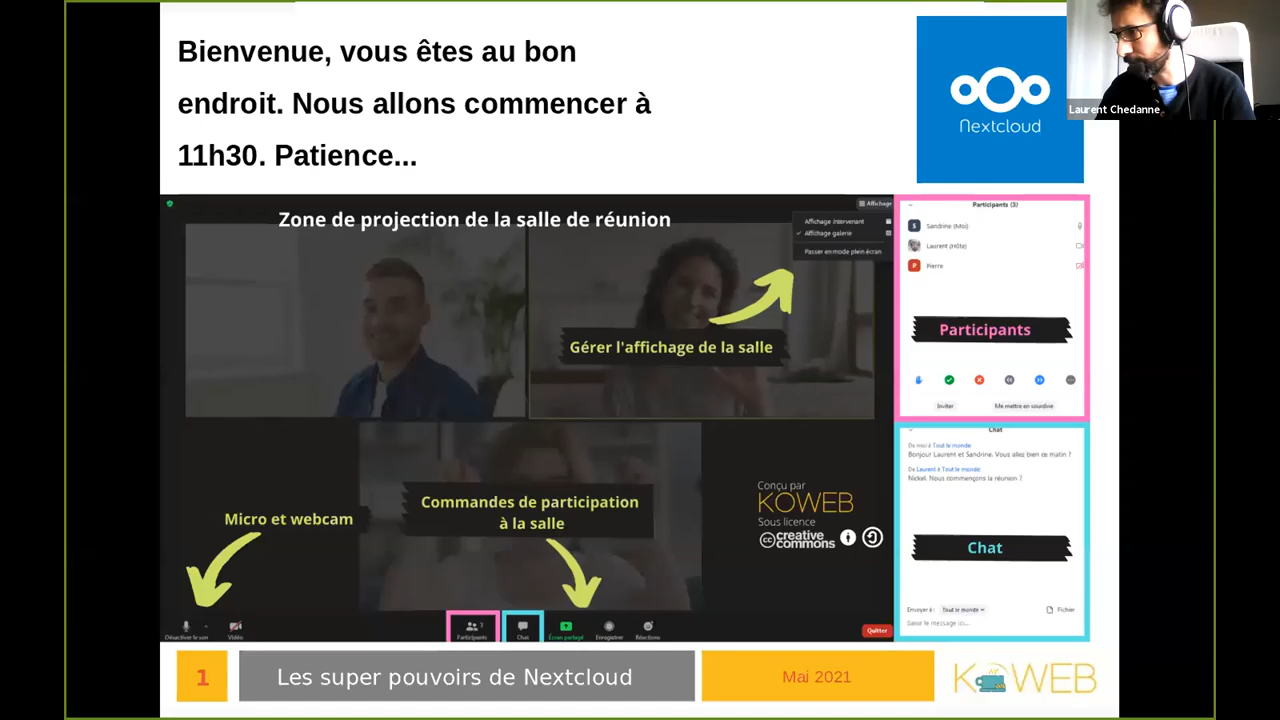 Bienvenue, vous êtes au bon
endroit. Nous allons commencer à
11h30. Patience...
Nextcloud
Laurent Chedanne
Zone de projection de la salle de réunion
Affichage
Affichage intervenant
Affichage galerie
Passer en mode plein écran
Gérer l'affichage de la salle
Participants (3)
S
Sandrine (Moi)
Laurent (Hôte)
P
Pierre
Participants
Inviter
Me mettre en sourdine
Chat
De moi à Tout le monde:
Bonjour Laurent et Sandrine. Vous allez bien ce matin ?
De Laurent à Tout le monde:
Nickel. Nous commençons la réunion ?
Chat
Envoyer à :
Tout le monde
Fichier
Saisir le message ici...
Commandes de participation
à la salle
Micro et webcam
Conçu par
KOWEB
Sous licence
cc creative
commons
Désactiver le son
Vidéo
3
Participants
Chat
Écran partagé
Enregistrer
Réactions
Quitter
1
Les super pouvoirs de Nextcloud
Mai 2021
KOWEB